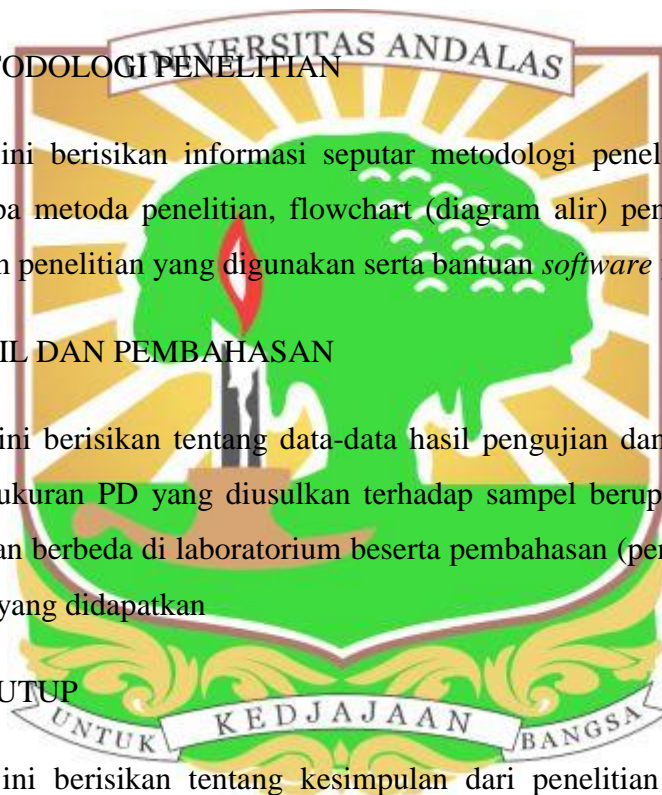 UNIVERSITAS ANDALAS
TODOLOGI PENELITIAN
ini berisikan informasi seputar metodologi penel
pa metoda penelitian, flowchart (diagram alir) pen
n penelitian yang digunakan serta bantuan software
IL DAN PEMBAHASAN
ini berisikan tentang data-data hasil pengujian dan
ukuran PD yang diusulkan terhadap sampel berup
an berbeda di laboratorium beserta pembahasan (per
yang didapatkan
UTUP
UNTUK KEDJAJAAN BANGSA
ini berisikan tentang kesimpulan dari penelitian